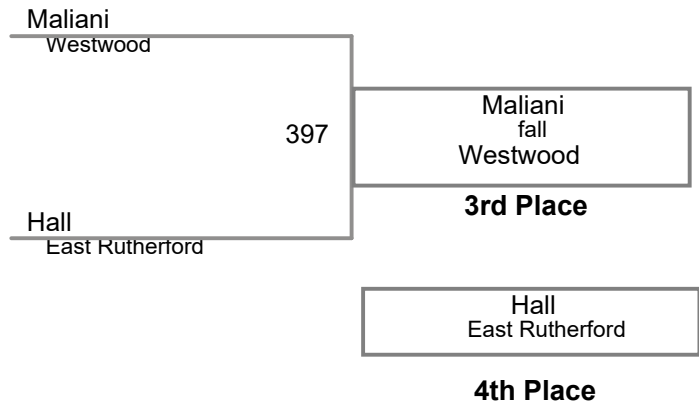 Maliani
Westwood
397
Maliani
fall
Westwood
3rd Place
Hall
East Rutherford
Hall
East Rutherford
4th Place